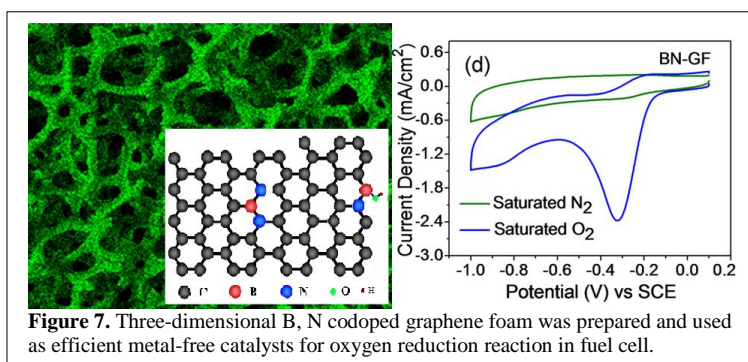 (d)
BN-GF
0.6
0.0
-0.6
-1.2
-1.8
-2.4
-3.0
Current Density (mA/cm²)
Saturated N₂
Saturated O₂
-1.0 -0.8 -0.6 -0.4 -0.2 0.0 0.2
Potential (V) vs SCE
C B N O H
Figure 7. Three-dimensional B, N codoped graphene foam was prepared and used
as efficient metal-free catalysts for oxygen reduction reaction in fuel cell.